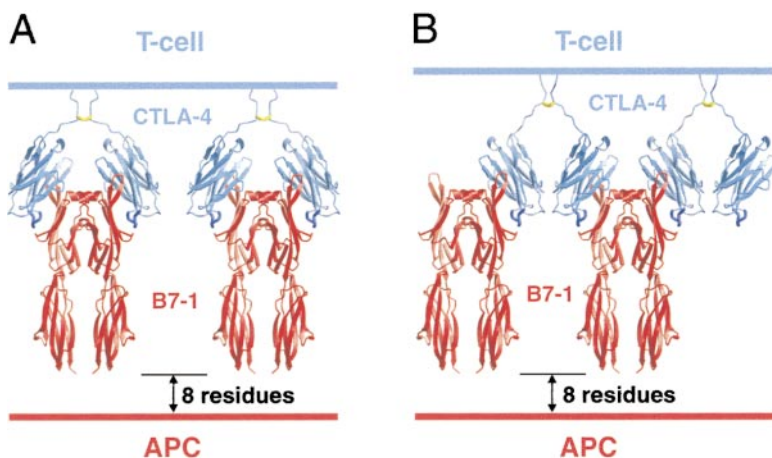 A
T-cell
CTLA-4
B7-1
8 residues
APC
B
T-cell
CTLA-4
B7-1
8 residues
APC